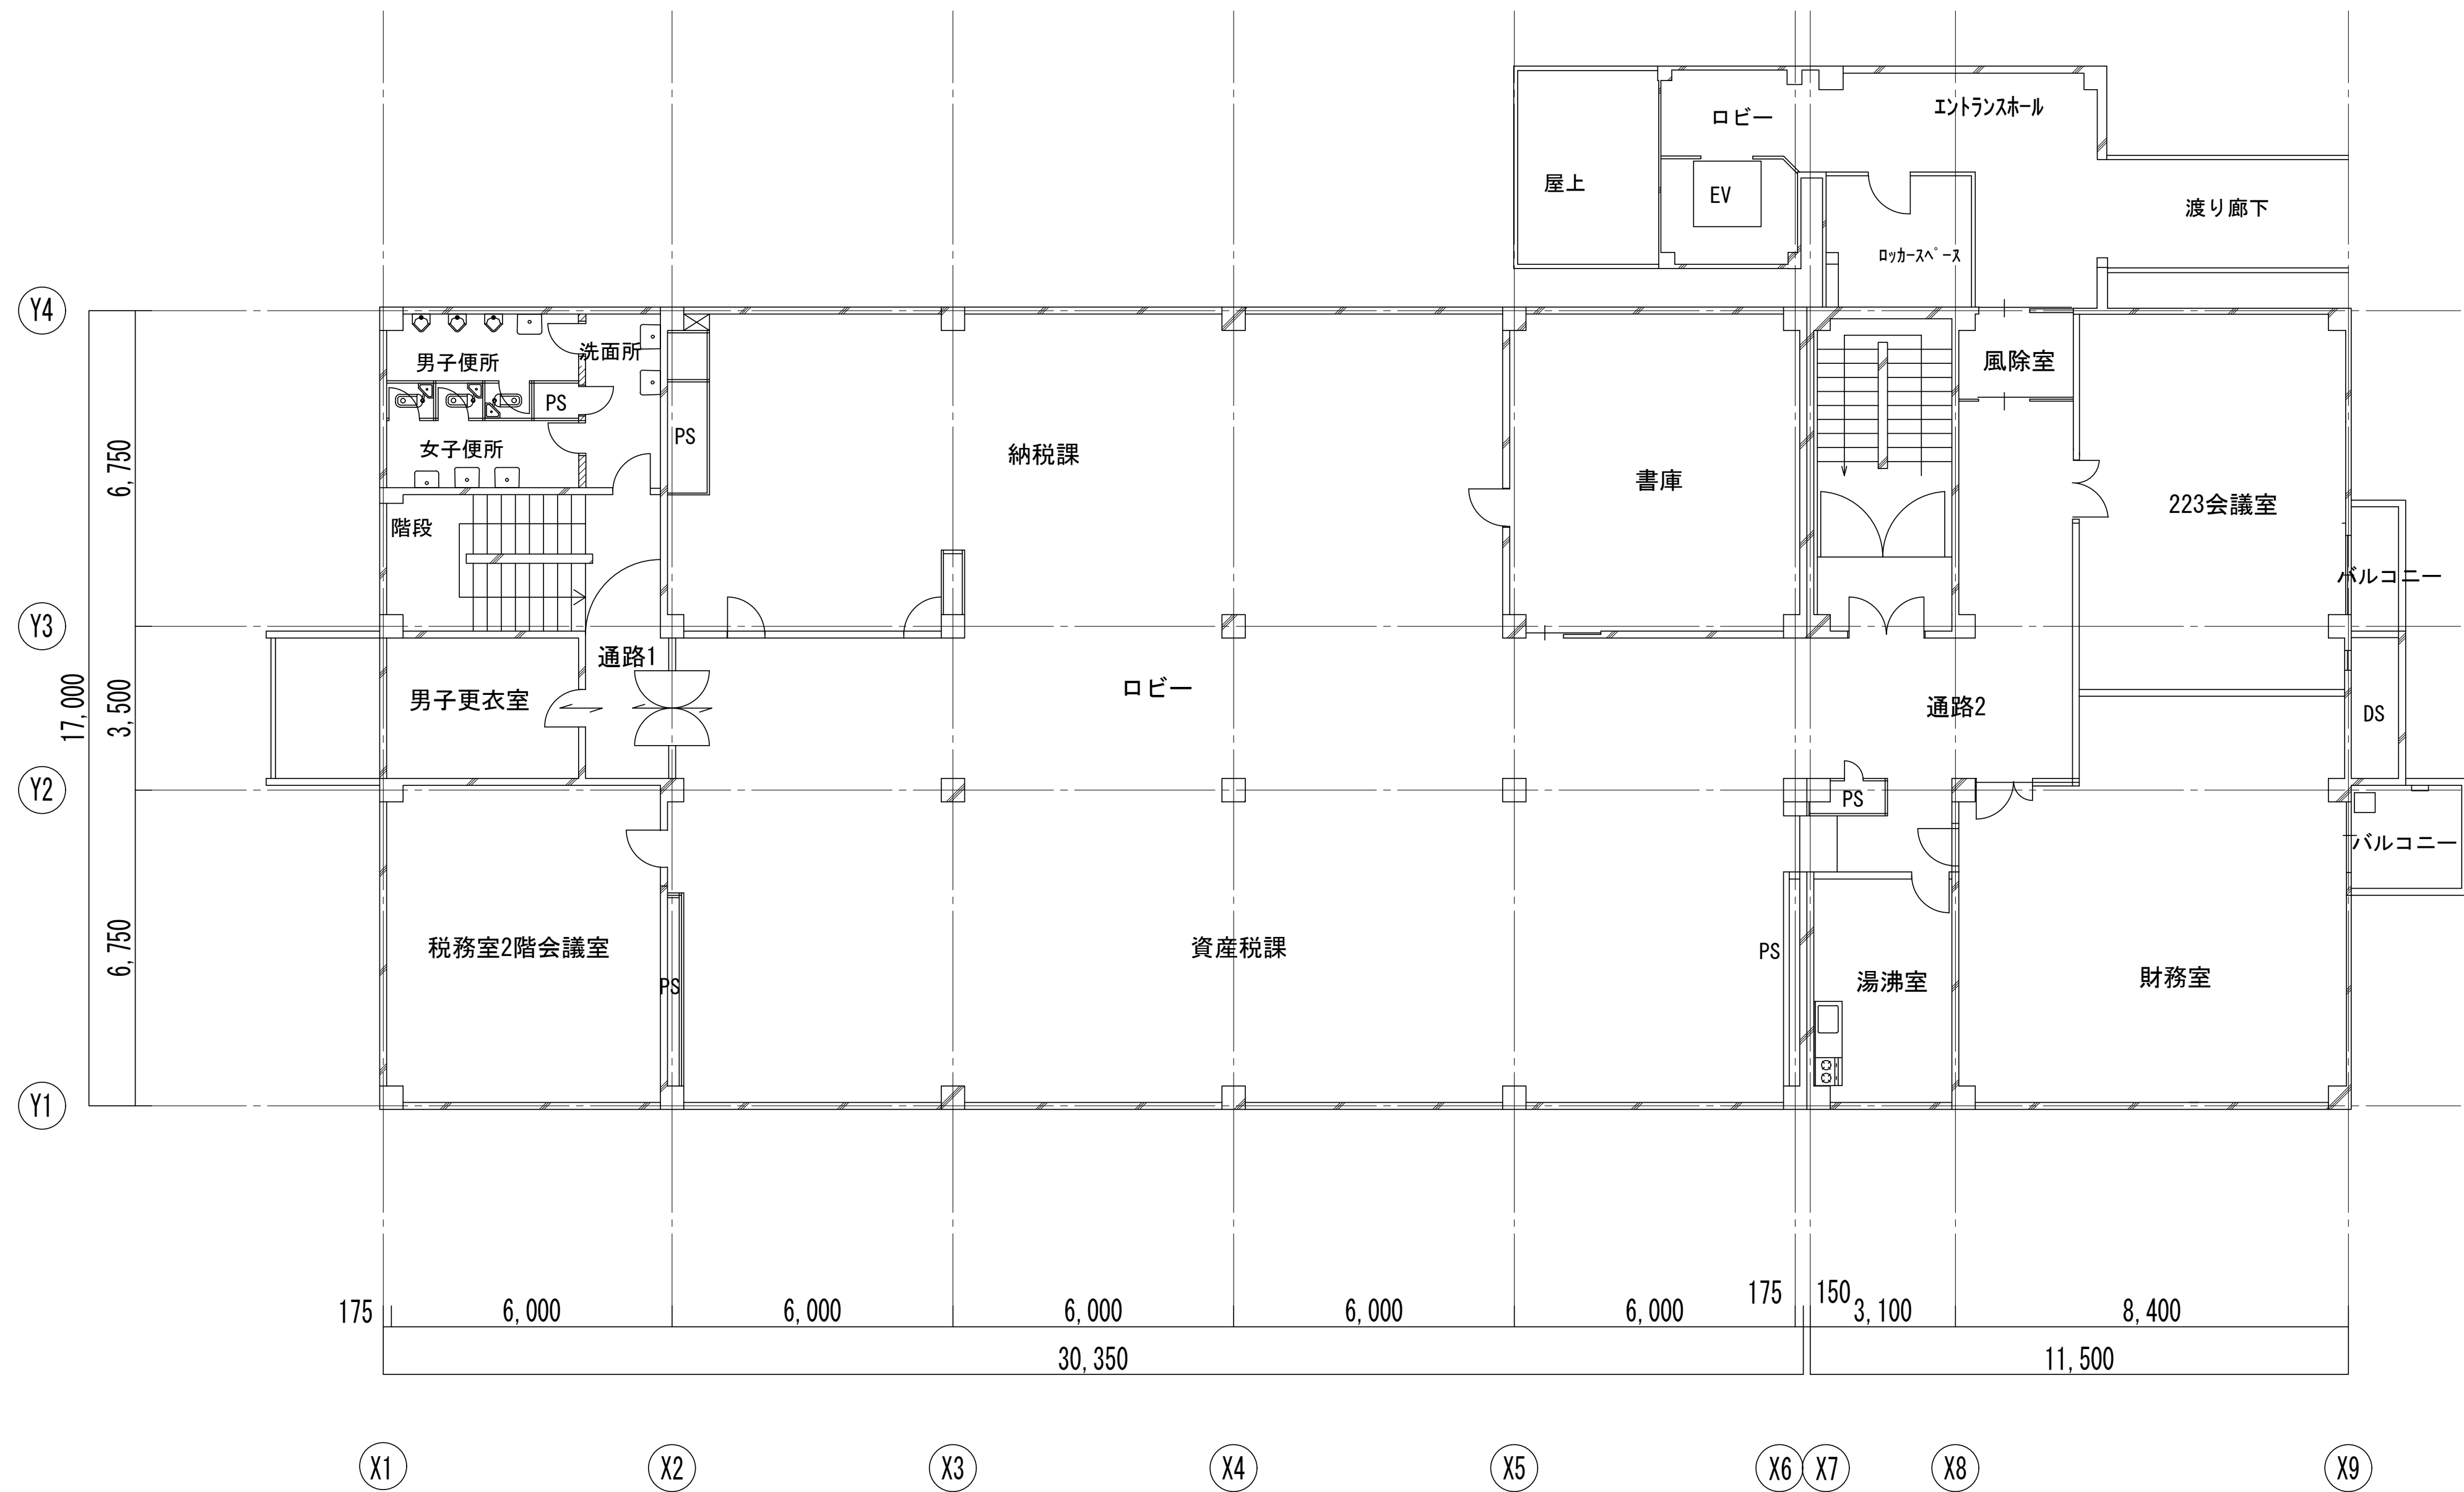 エントランスホール
ロビー
屋上
EV
渡り廊下
ロッカースペース
Y4
男子便所
洗面所
風除室
PS
PS
女子便所
納税課
書庫
6,750
223会議室
階段
バルコニー
Y3
通路1
17,000
3,500
男子更衣室
ロビー
通路2
DS
Y2
PS
バルコニー
6,750
税務室2階会議室
資産税課
PS
PS
湯沸室
財務室
Y1
175
6,000
6,000
6,000
6,000
6,000
175
150
3,100
8,400
30,350
11,500
X1
X2
X3
X4
X5
X6
X7
X8
X9